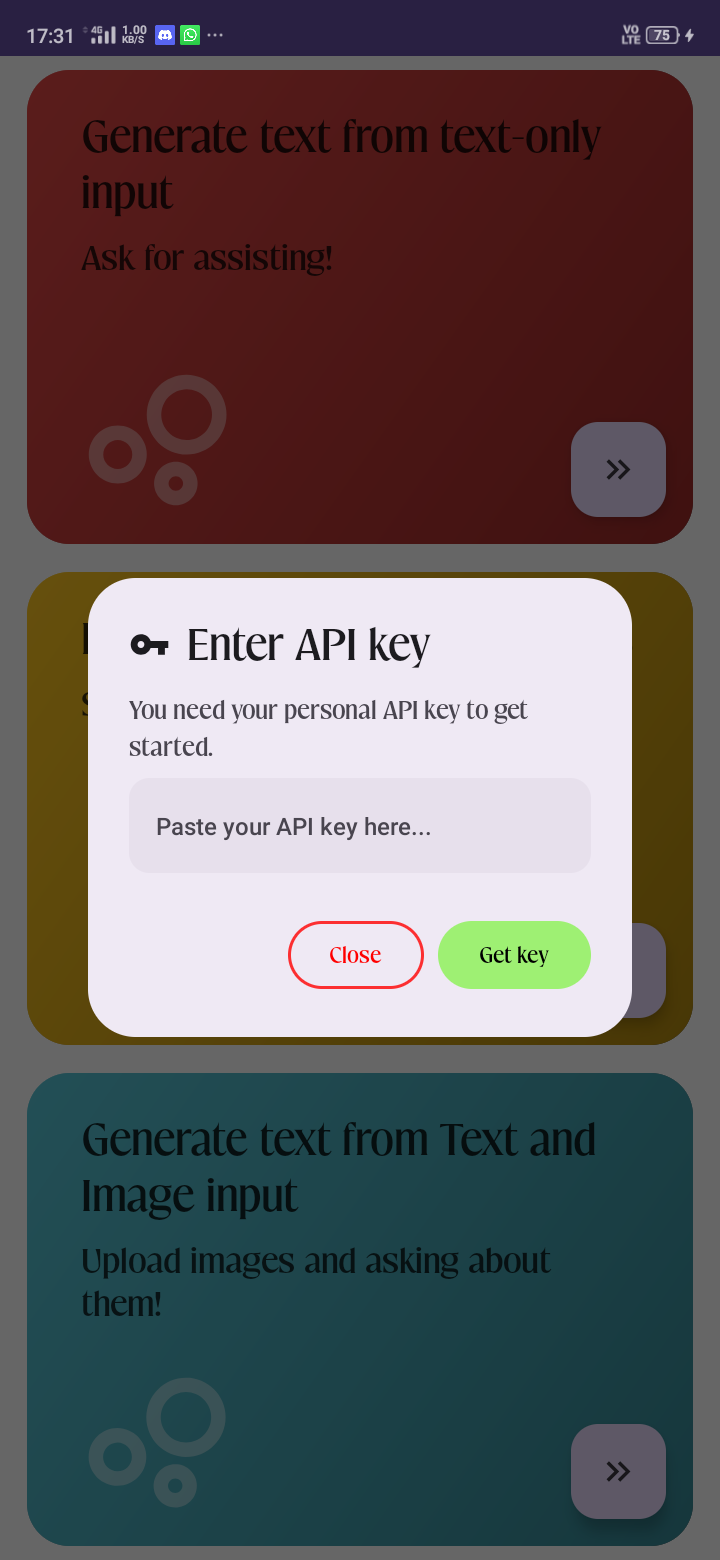 17:31 4G 1.00 KB/S ... VO LTE 75
Generate text from text-only
input
Ask for assisting!
Enter API key
You need your personal API key to get
started.
Paste your API key here...
Close Get key
Generate text from Text and
Image input
Upload images and asking about
them!